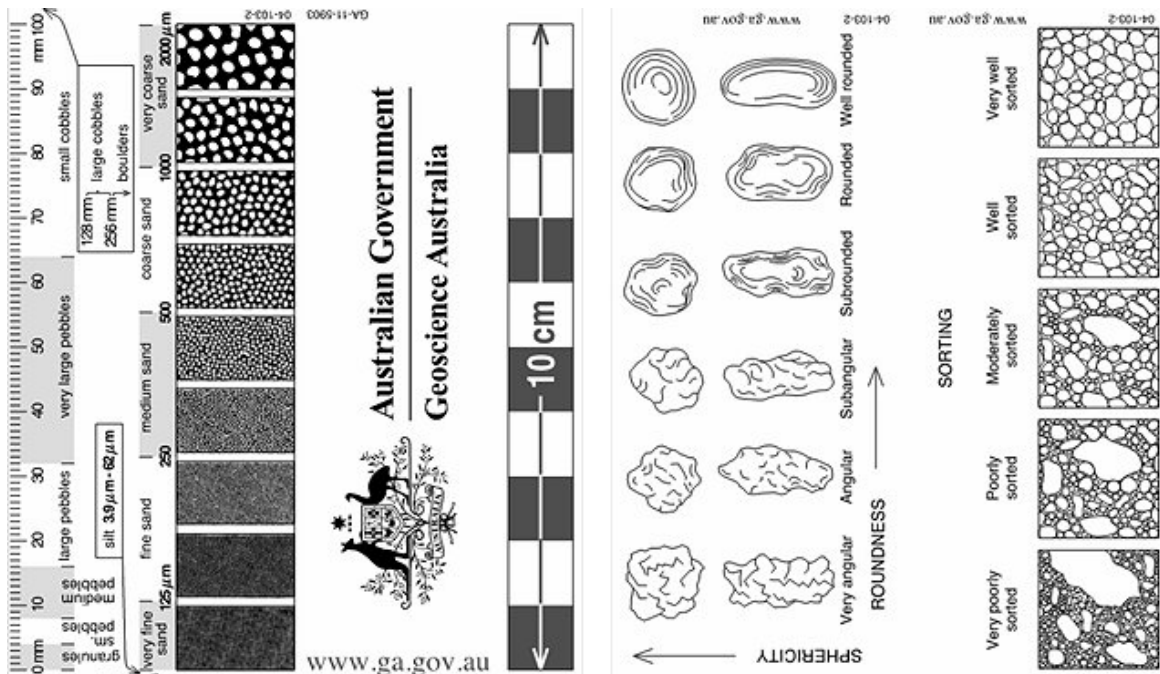 04-103-2
GA-11-5903
0 mm
10
20
30
40
50
60
70
80
90
mm 100
granules
sm.
pebbles
medium
pebbles
large pebbles
very large pebbles
small cobbles
128 mm
large cobbles
256 mm
boulders
silt 3.9μm - 62μm
very fine
sand
fine sand
medium sand
coarse sand
very coarse
sand
125μm
250
500
1000
2000μm
Australian Government
Geoscience Australia
AUSTRALIA
www.ga.gov.au
10 cm
www.ga.gov.au
Well rounded
Rounded
Subrounded
Subangular
Angular
Very angular
ROUNDNESS
SPHERICITY
www.ga.gov.au
04-103-2
SORTING
Very well
sorted
Well
sorted
Moderately
sorted
Poorly
sorted
Very poorly
sorted
04-103-2